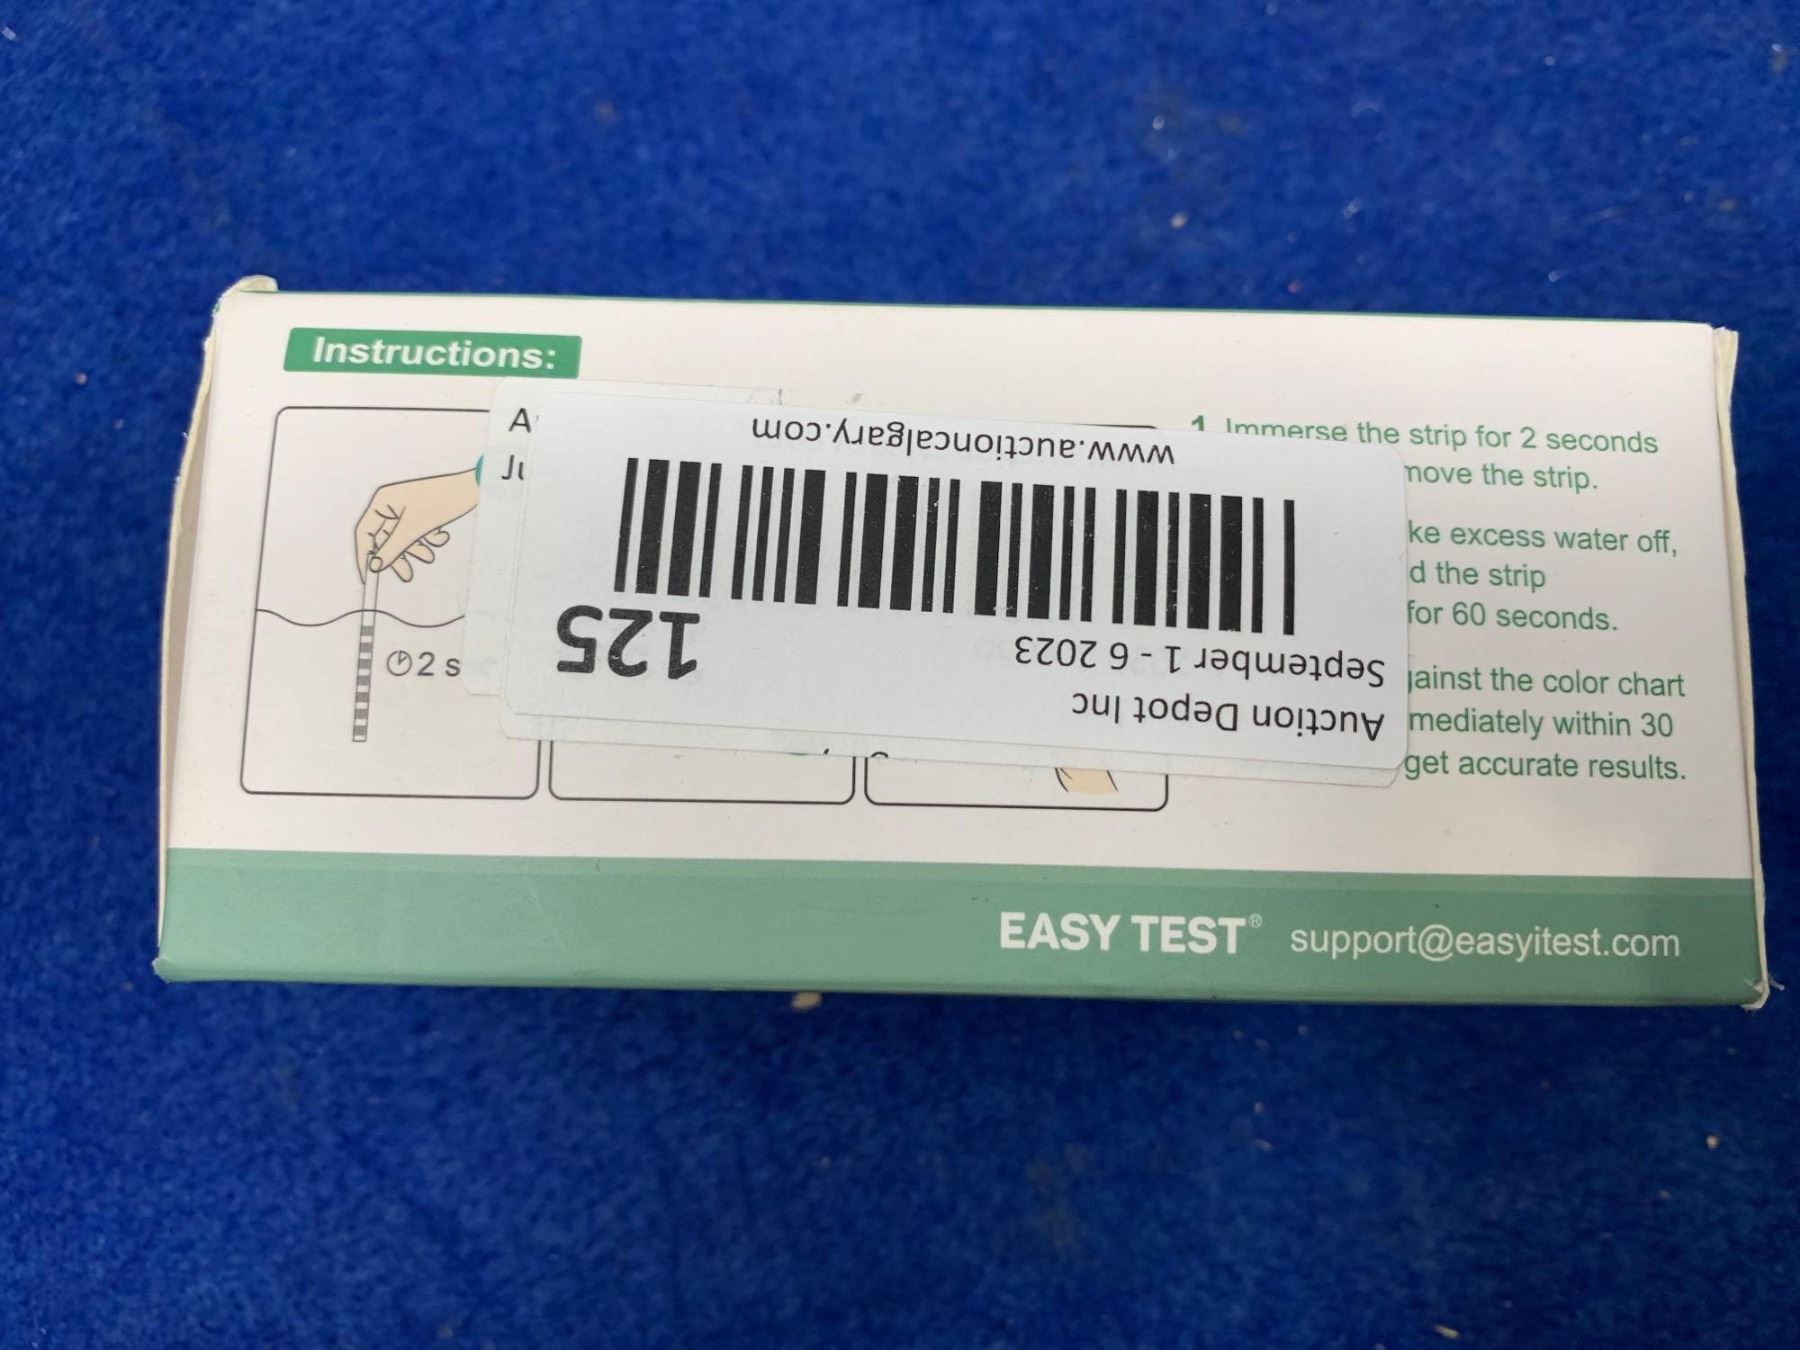 Instructions:
2 s
1 Immerse the strip for 2 seconds
move the strip.
ke excess water off,
d the strip
for 60 seconds.
ainst the color chart
mediately within 30
get accurate results.
A
Auction Depot Inc
September 1 - 6 2023
125
www.auctioncalgary.com
EASY TEST® support@easyitest.com